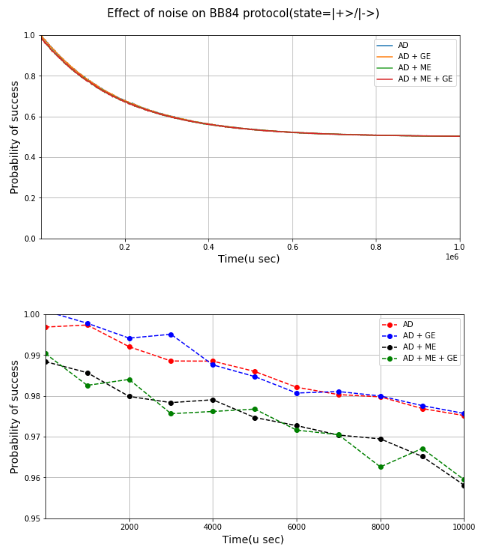 Effect of noise on BB84 protocol(state=|+>/|->)
1.0
0.8
0.6
0.4
0.2
0.0
Probability of success
AD
AD + GE
AD + ME
AD + ME + GE
0.2
0.4
0.6
0.8
1.0
1e6
Time(u sec)
1.00
0.99
0.98
0.97
0.96
0.95
Probability of success
AD
AD + GE
AD + ME
AD + ME + GE
2000
4000
6000
8000
10000
Time(u sec)